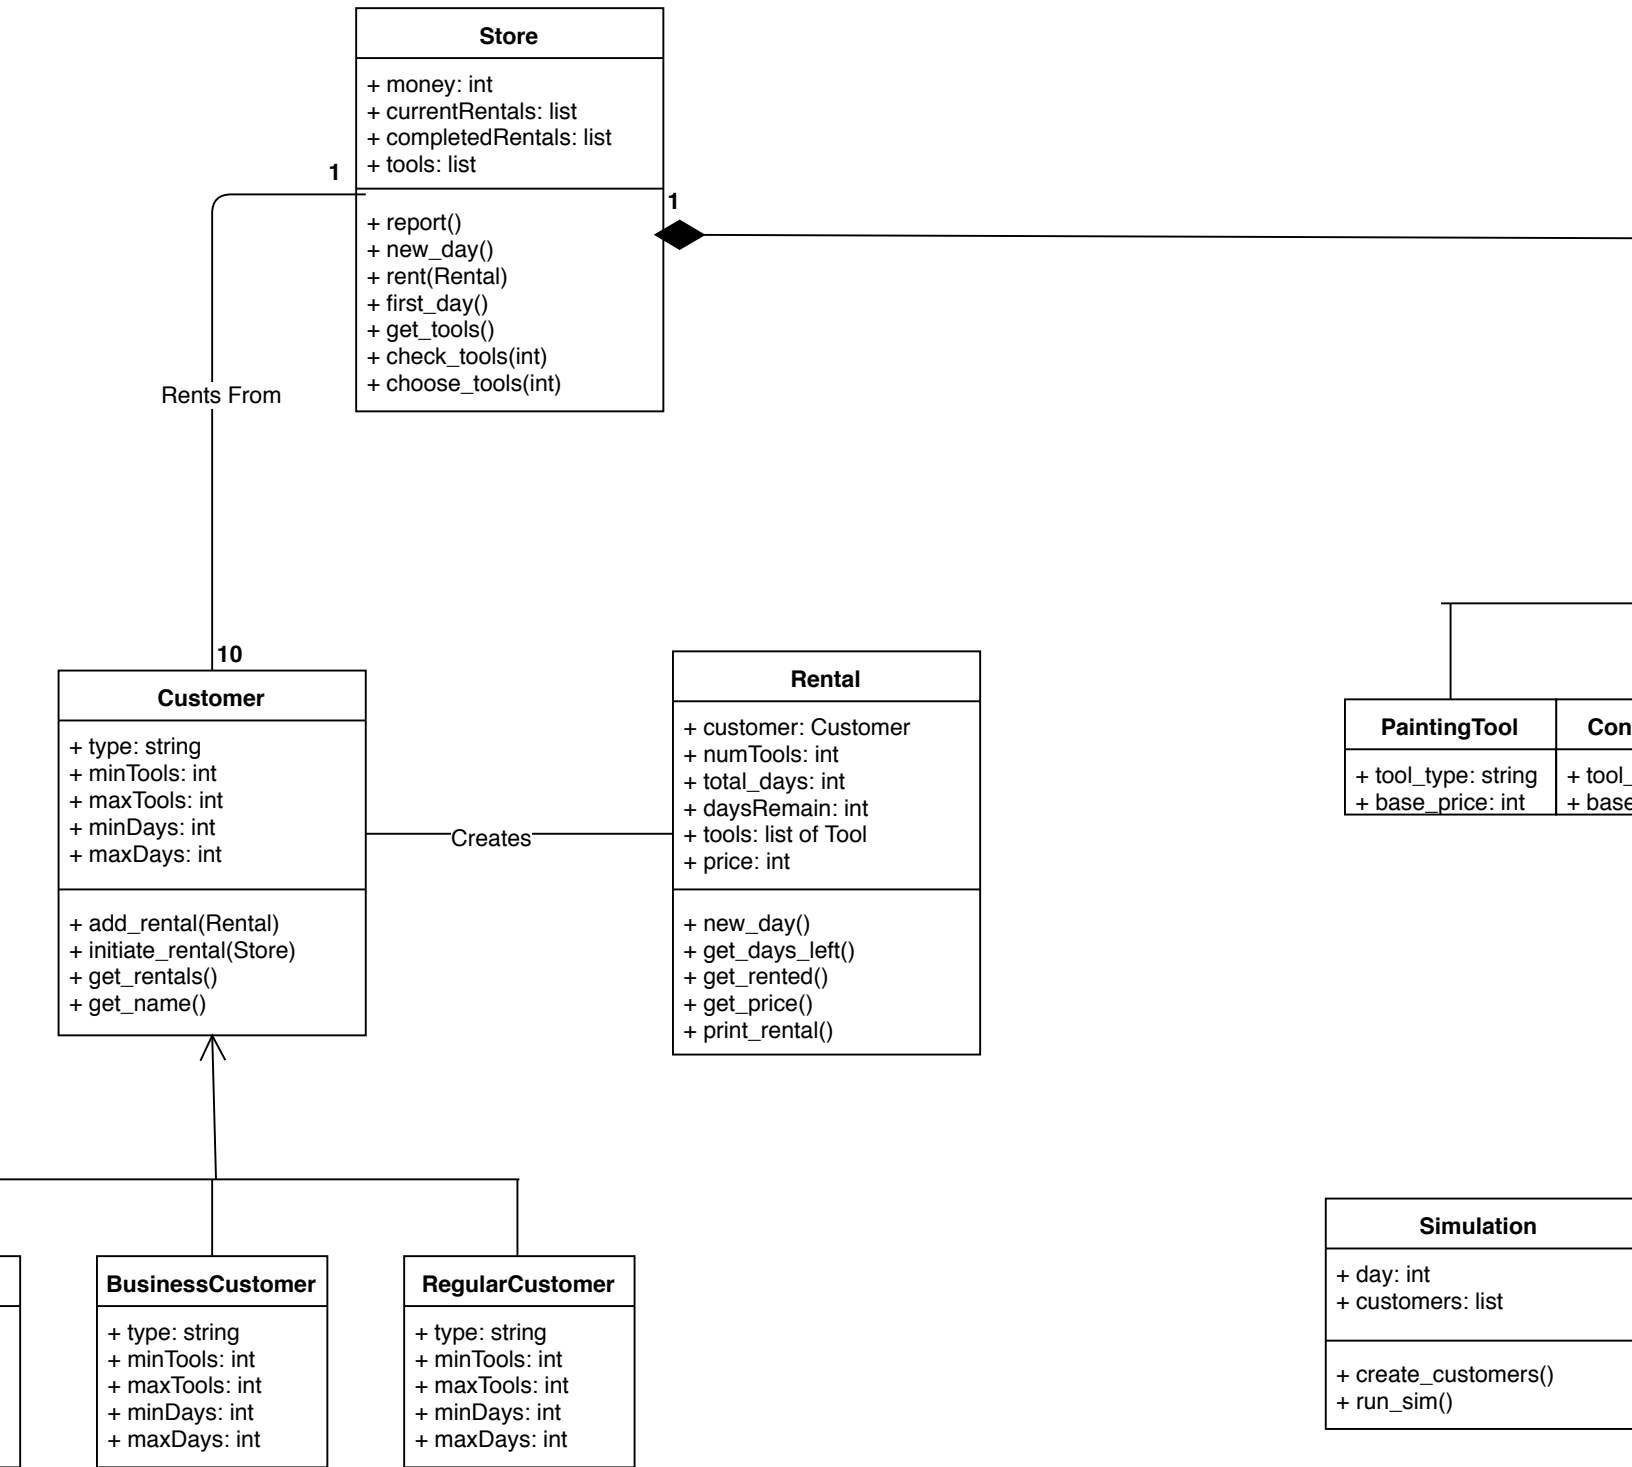 Store
+ money: int
+ currentRentals: list
+ completedRentals: list
+ tools: list
1
1
+ report()
+ new_day()
+ rent(Rental)
+ first_day()
+ get_tools()
+ check_tools(int)
+ choose_tools(int)
Rents From
10
Customer
+ type: string
+ minTools: int
+ maxTools: int
+ minDays: int
+ maxDays: int
+ add_rental(Rental)
+ initiate_rental(Store)
+ get_rentals()
+ get_name()
Creates
Rental
+ customer: Customer
+ numTools: int
+ total_days: int
+ daysRemain: int
+ tools: list of Tool
+ price: int
+ new_day()
+ get_days_left()
+ get_rented()
+ get_price()
+ print_rental()
PaintingTool
+ tool_type: string
+ base_price: int
Con
+ tool_
+ base
BusinessCustomer
+ type: string
+ minTools: int
+ maxTools: int
+ minDays: int
+ maxDays: int
RegularCustomer
+ type: string
+ minTools: int
+ maxTools: int
+ minDays: int
+ maxDays: int
Simulation
+ day: int
+ customers: list
+ create_customers()
+ run_sim()